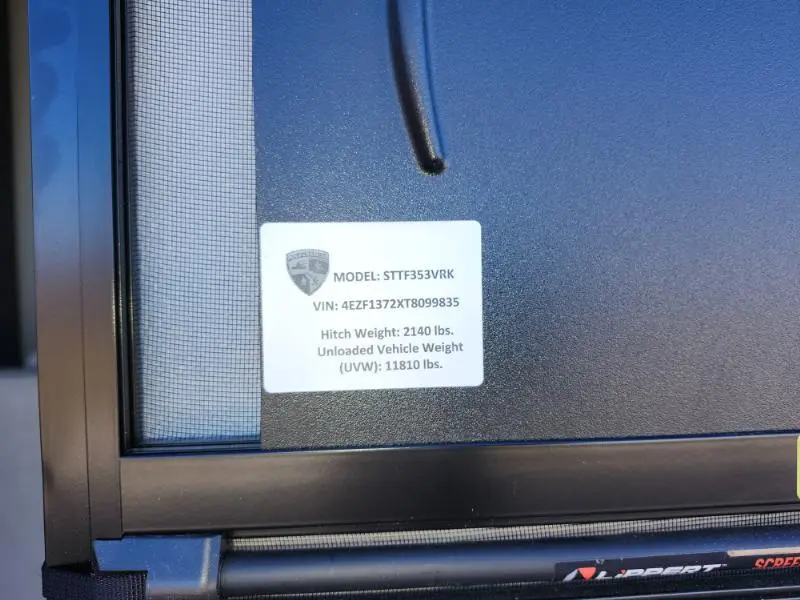 MODEL: STTF353VRK
VIN: 4EZF1372XT8099835
Hitch Weight: 2140 lbs.
Unloaded Vehicle Weight
(UVW): 11810 lbs.
LiPPERT